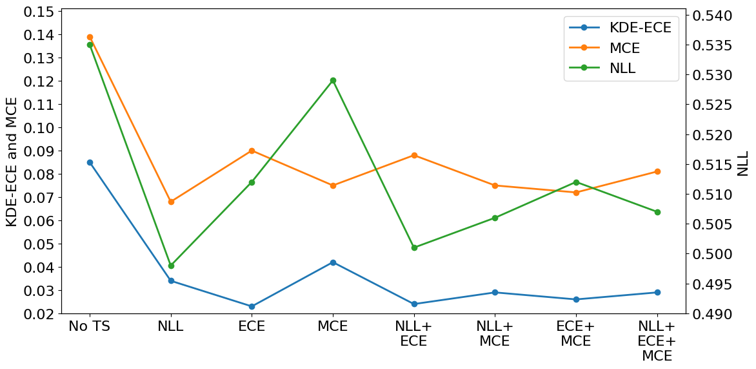 KDE-ECE and MCE
0.15
0.14
0.13
0.12
0.11
0.10
0.09
0.08
0.07
0.06
0.05
0.04
0.03
0.02
KDE-ECE
MCE
NLL
0.540
0.535
0.530
0.525
0.520
0.515
0.510
0.505
0.500
0.495
0.490
NLL
No TS
NLL
ECE
MCE
NLL+
ECE
NLL+
MCE
ECE+
MCE
NLL+
ECE+
MCE